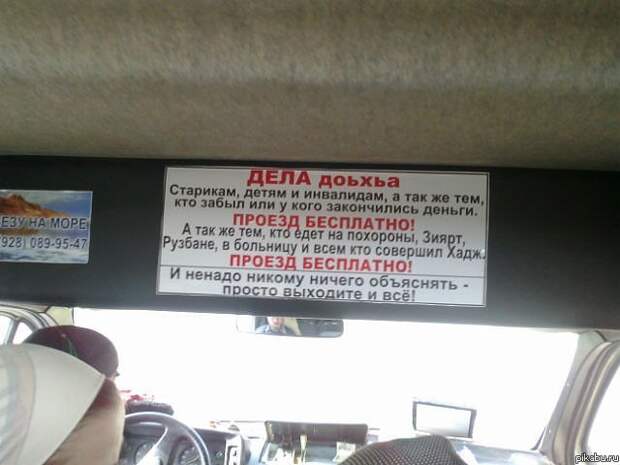 ДЕЛА доьхьа
Старикам, детям и инвалидам, а так же тем,
кто забыл или у кого закончились деньги.
ПРОЕЗД БЕСПЛАТНО!
А так же тем, кто едет на похороны, Зиярт,
Рузбане, в больницу и всем кто совершил Хадж.
ПРОЕЗД БЕСПЛАТНО!
И ненадо никому ничего объяснять -
просто выходите и всё!
ЕЗУ НА МОРЕ
928) 089-95-47
pikabu.ru